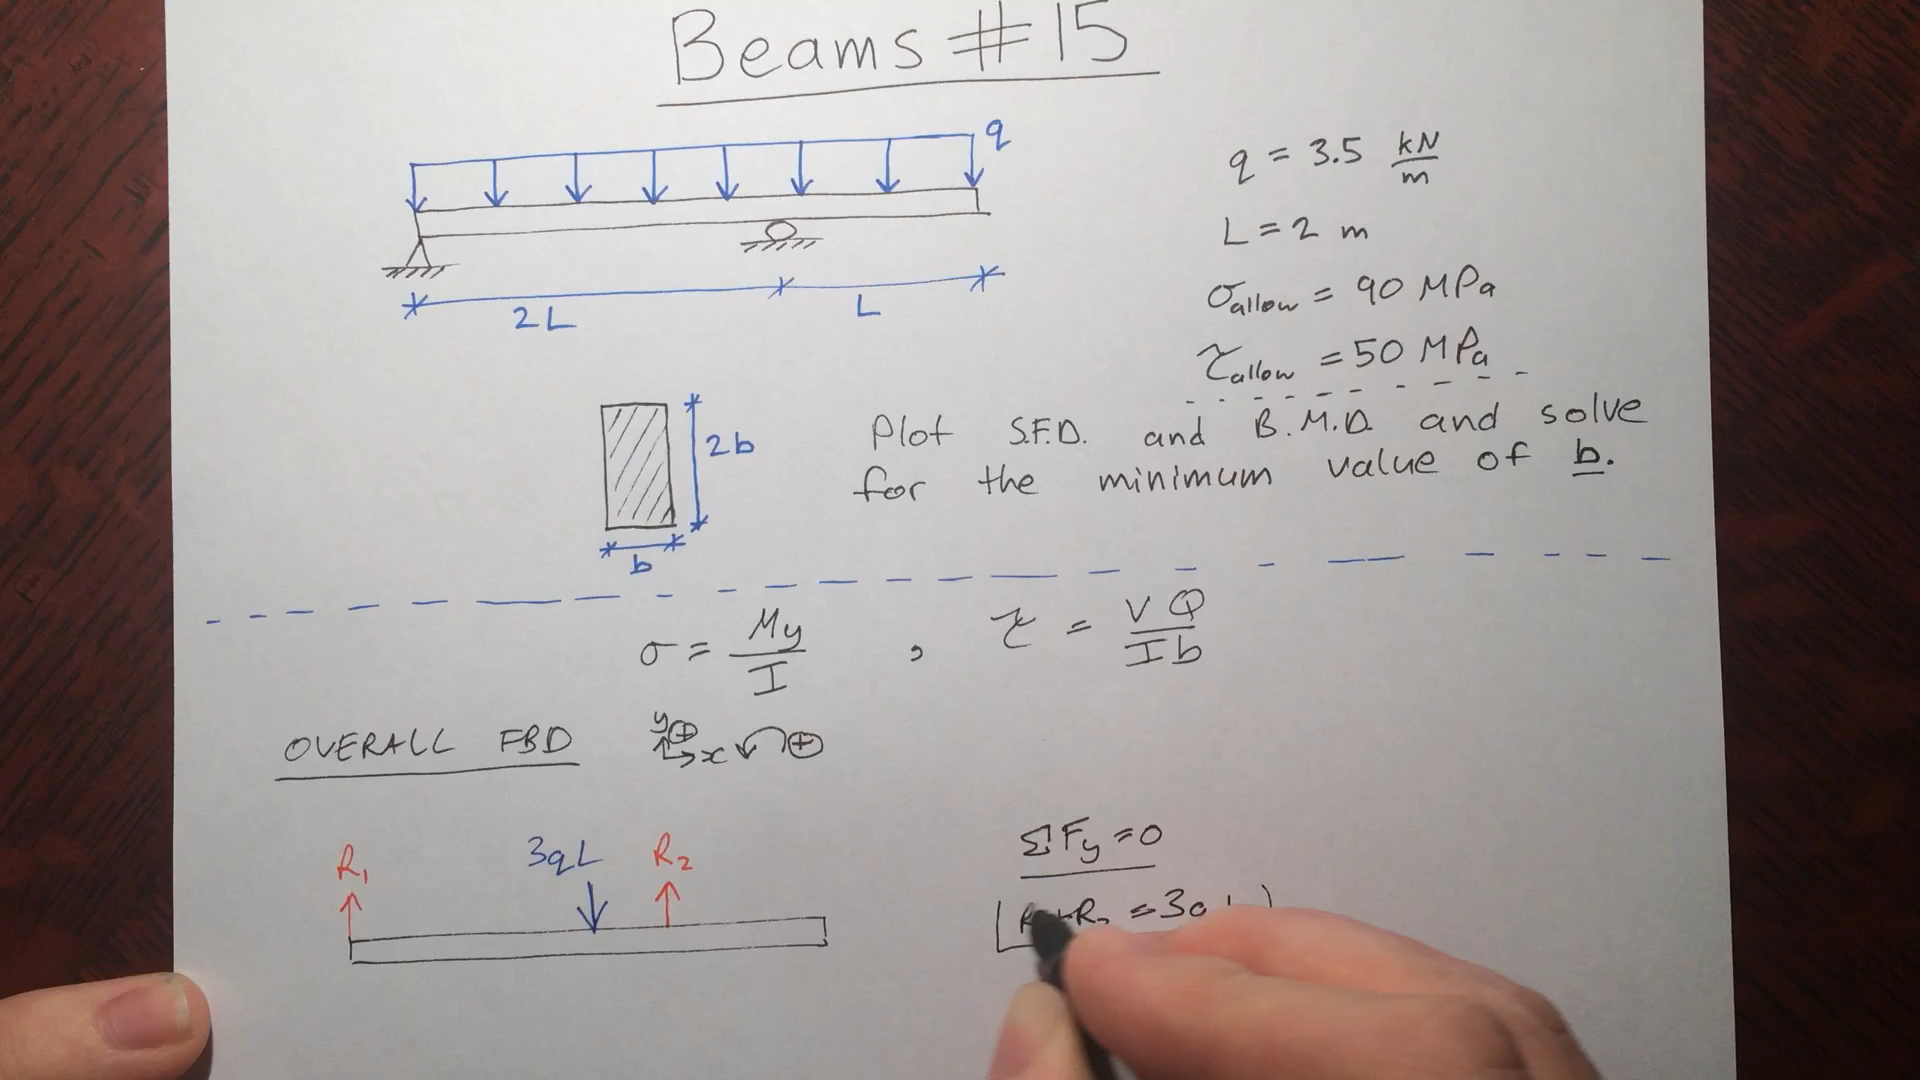 Beams #15
q
q = 3.5 kN/m
L = 2 m
2L
L
σallow = 90 MPa
τallow = 50 MPa
2b
b
Plot S.F.D. and B.M.D. and solve
for the minimum value of b.
σ = My/I , τ = VQ/Ib
OVERALL FBD y + x +
R1 3qL R2
ΣFy = 0
= 3